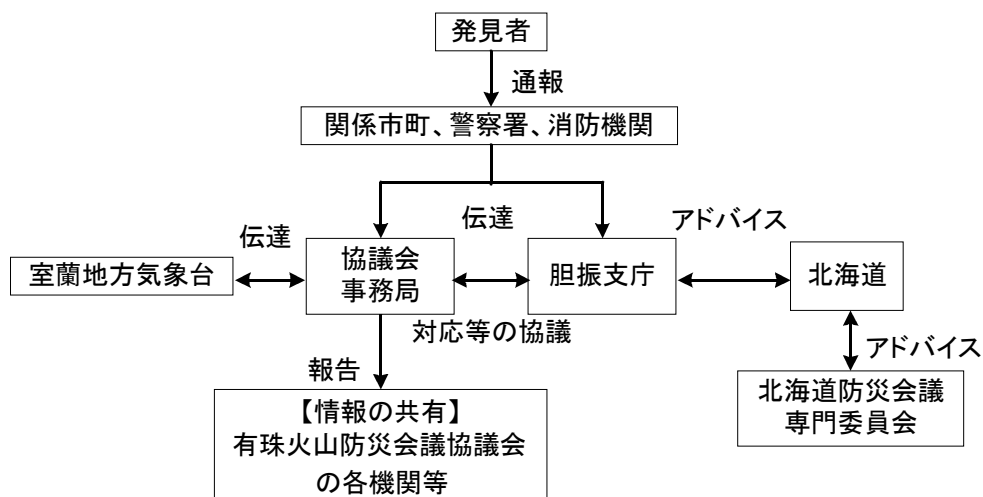 発見者
通報
関係市町、警察署、消防機関
伝達
アドバイス
伝達
室蘭地方気象台
協議会
事務局
胆振支庁
北海道
対応等の協議
アドバイス
報告
北海道防災会議
専門委員会
【情報の共有】
有珠火山防災会議協議会
の各機関等